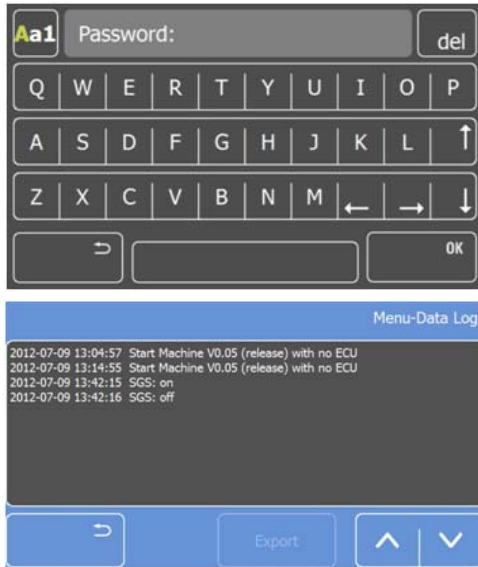 Aa1 Password: del
Q W E R T Y U I O P
A S D F G H J K L ↑
Z X C V B N M ← → ↓
OK
Menu-Data Log
2012-07-09 13:04:57 Start Machine V0.05 (release) with no ECU
2012-07-09 13:14:55 Start Machine V0.05 (release) with no ECU
2012-07-09 13:42:15 SGS: on
2012-07-09 13:42:16 SGS: off
Export